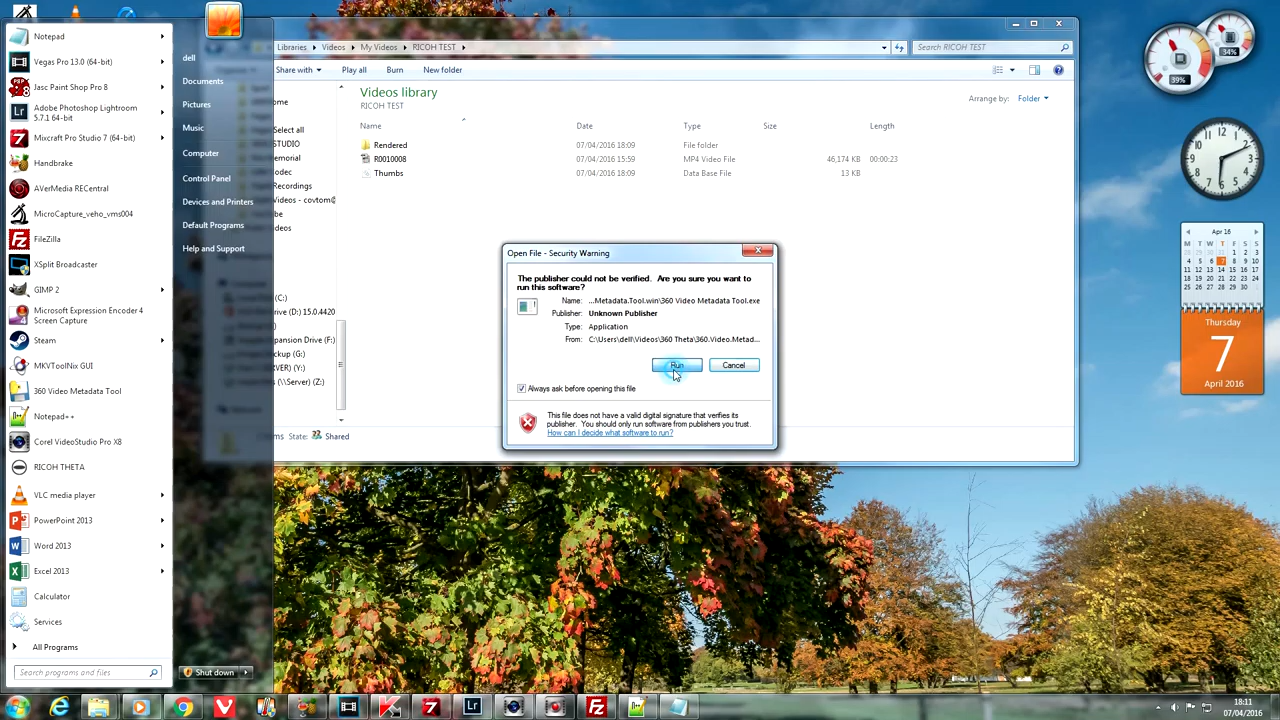 Notepad
Vegas Pro 13.0 (64-bit)
Jasc Paint Shop Pro 8
Adobe Photoshop Lightroom
5.7.1 64-bit
Mixcraft Pro Studio 7 (64-bit)
Handbrake
AVerMedia RECentral
MicroCapture_veho_vms004
FileZilla
XSplit Broadcaster
GIMP 2
Microsoft Expression Encoder 4
Screen Capture
Steam
MKVToolNix GUI
360 Video Metadata Tool
Notepad++
Corel VideoStudio Pro X8
RICOH THETA
VLC media player
PowerPoint 2013
Word 2013
Excel 2013
Calculator
Services
All Programs
Search programs and files
dell
Documents
Pictures
Music
Computer
Control Panel
Devices and Printers
Default Programs
Help and Support
Shut down
Libraries
Videos
My Videos
RICOH TEST
Search RICOH TEST
Share with
Play all
Burn
New folder
Select all
Videos library
RICOH TEST
Arrange by: Folder
Name Date Type Size Length
Rendered 07/04/2016 18:09 File folder
R0010008 07/04/2016 15:59 MP4 Video File 46,174 KB 00:00:23
Thumbs 07/04/2016 18:09 Data Base File 13 KB
State: Shared
Open File - Security Warning
The publisher could not be verified. Are you sure you want to
run this software?
Name: ...Metadata.Tool.win\360 Video Metadata Tool.exe
Publisher: Unknown Publisher
Type: Application
From: C:\Users\dell\Videos\360 Theta\360.Video.Metad...
Run
Cancel
Always ask before opening this file
This file does not have a valid digital signature that verifies its
publisher. You should only run software from publishers you trust.
How can I decide what software to run?
39%
34%
Apr 16
M T W T F S S
Thursday
7
April 2016
18:11
07/04/2016